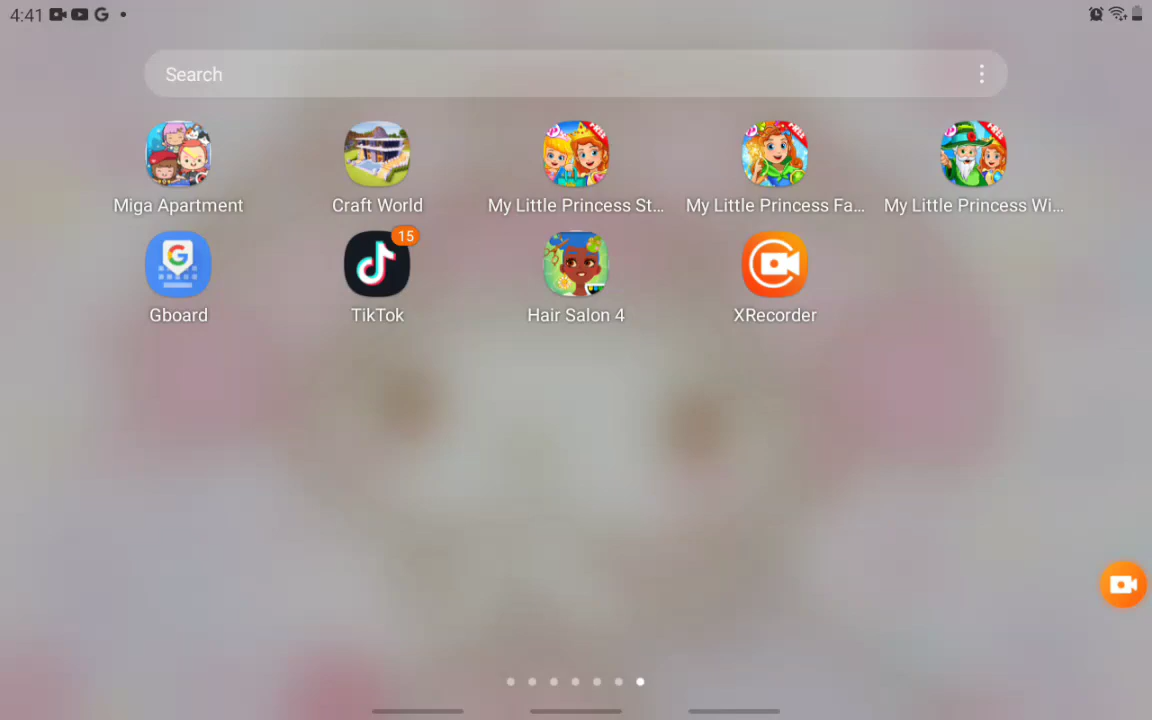 4:41
Search
Miga Apartment
Craft World
My Little Princess St...
My Little Princess Fa...
My Little Princess Wi...
Gboard
15
TikTok
Hair Salon 4
XRecorder